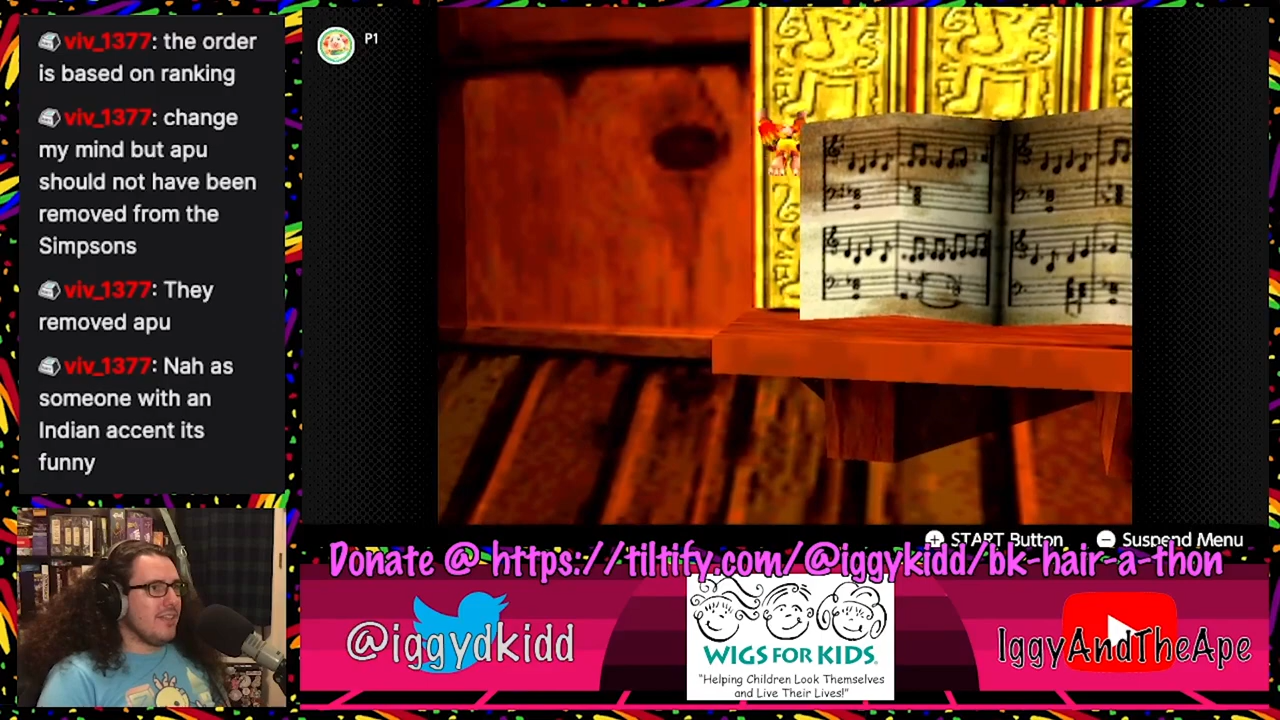 viv_1377: the order
is based on ranking
viv_1377: change
my mind but apu
should not have been
removed from the
Simpsons
viv_1377: They
removed apu
viv_1377: Nah as
someone with an
Indian accent its
funny
P1
START Button
Suspend Menu
Donate @ https://tiltify.com/@iggykidd/bk-hair-a-thon
@iggydkidd
WIGS FOR KIDS.
"Helping Children Look Themselves
and Live Their Lives!"
IggyAndTheApe